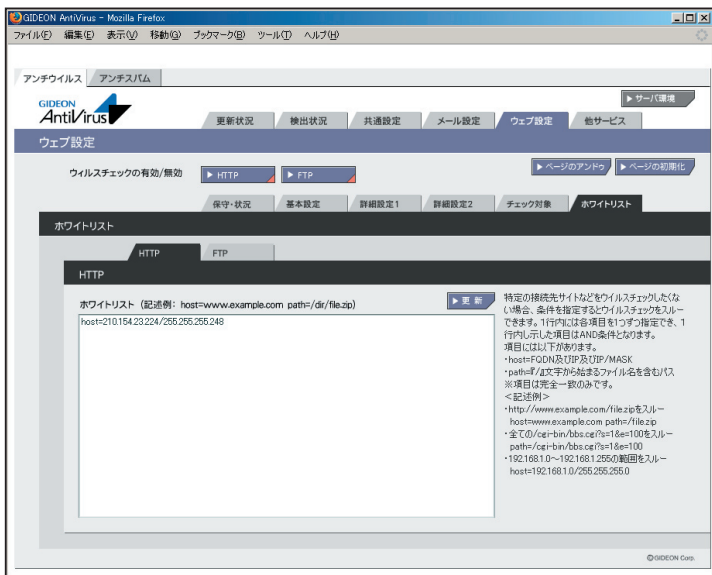 GIDEON AntiVirus - Mozilla Firefox
ファイル(F) 編集(E) 表示(V) 移動(G) ブックマーク(B) ツール(T) ヘルプ(H)
アンチウイルス アンチスパム
GIDEON
AntiVirus
サーバ環境
更新状況 検出状況 共通設定 メール設定 ウェブ設定 他サービス
ウェブ設定
ウィルスチェックの有効/無効 HTTP FTP ページのアンドゥ ページの初期化
保守・状況 基本設定 詳細設定1 詳細設定2 チェック対象 ホワイトリスト
ホワイトリスト
HTTP FTP
HTTP
ホワイトリスト (記述例: host=www.example.com path=/dir/file.zip) 更 新
host=210.154.23.224/255.255.255.248
特定の接続先サイトなどをウイルスチェックしたくな
い場合、条件を指定するとウイルスチェックをスルー
できます。1行内には各項目を1つずつ指定でき、1
行内し示した項目はAND条件となります。
項目には以下があります。
・host=FQDN及びIP及びIP/MASK
・path=『/』文字から始まるファイル名を含むパス
※項目は完全一致のみです。
<記述例>
・http://www.example.com/file.zipをスルー
host=www.example.com path=/file.zip
・全ての/cgi-bin/bbs.cgi?s=1&e=100をスルー
path=/cgi-bin/bbs.cgi?s=1&e=100
・192.168.1.0～192.168.1.255の範囲をスルー
host=192.168.1.0/255.255.255.0
©GIDEON Corp.